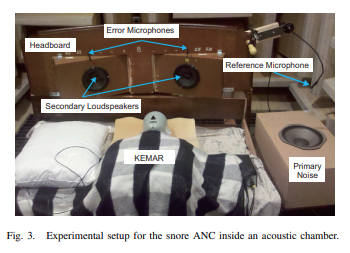 Error Microphones
Headboard
Reference Microphone
Secondary Loudspeakers
KEMAR
Primary
Noise
Fig. 3. Experimental setup for the snore ANC inside an acoustic chamber.